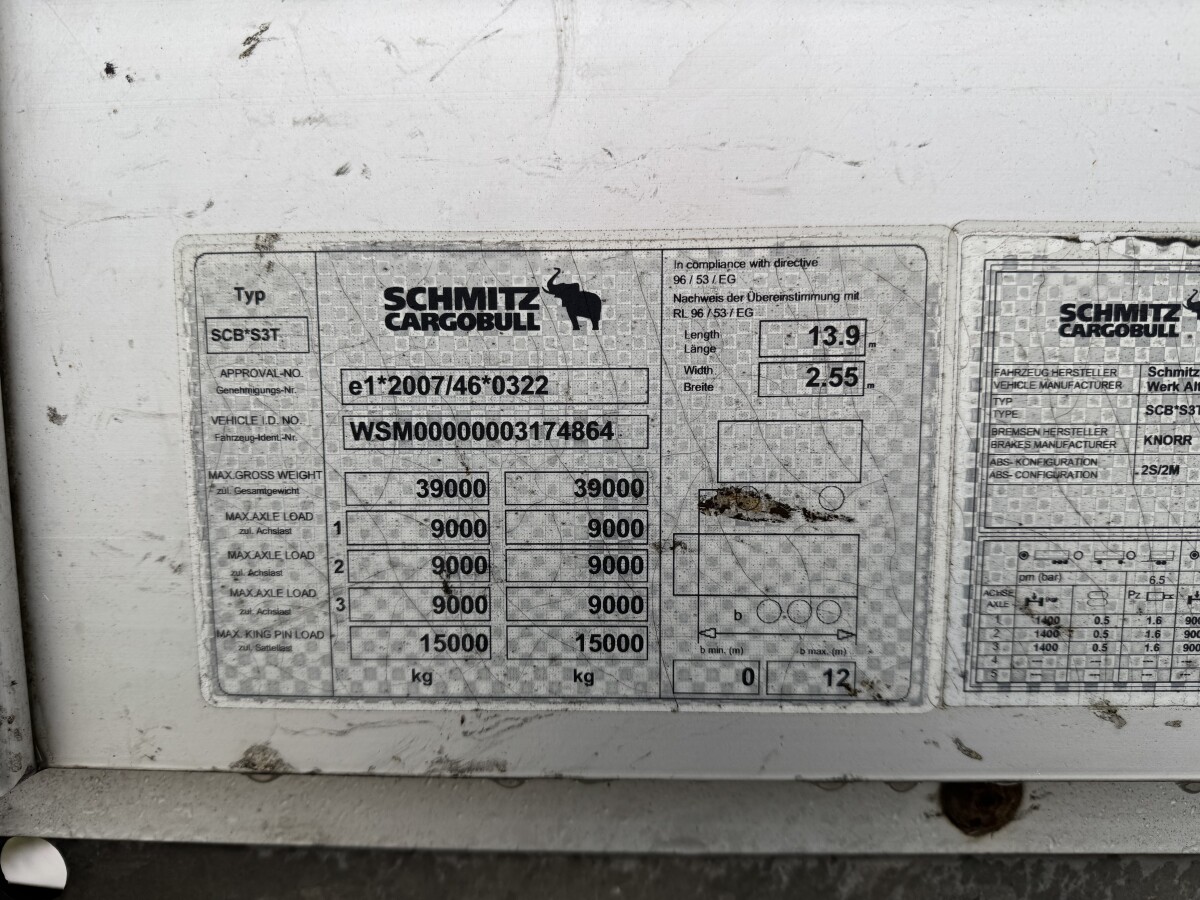 Typ
SCB*S3T
APPROVAL-NO.
Genehmigungs-Nr.
VEHICLE I.D. NO.
Fahrzeug-Ident.-Nr.
MAX.GROSS WEIGHT
zul. Gesamtgewicht
MAX.AXLE LOAD
zul. Achslast
MAX.AXLE LOAD
zul. Achslast
MAX.AXLE LOAD
zul. Achslast
MAX. KING PIN LOAD
zul. Sattellast
SCHMITZ
CARGOBULL
e1*2007/46*0322
WSM00000003174864
39000 39000
1 9000 9000
2 9000 9000
3 9000 9000
15000 15000
kg kg
In compliance with directive
96 / 53 / EG
Nachweis der Übereinstimmung mit
RL 96 / 53 / EG
Length
Länge
13.9 m
Width
Breite
2.55 m
b
b min. (m) b max. (m)
0 12
SCHMITZ
CARGOBULL
FAHRZEUG HERSTELLER
VEHICLE MANUFACTURER
Schmitz
Werk Alt
TYP
TYPE
SCB*S3T
BREMSEN HERSTELLER
BRAKES MANUFACTURER
KNORR
ABS- KONFIGURATION
ABS- CONFIGURATION
2S/2M
pm (bar) 6.5
ACHSE
AXLE
Pz
1 1400 0.5 1.6 900
2 1400 0.5 1.6 900
3 1400 0.5 1.6 900
4 --- --- ---
5 --- --- ---